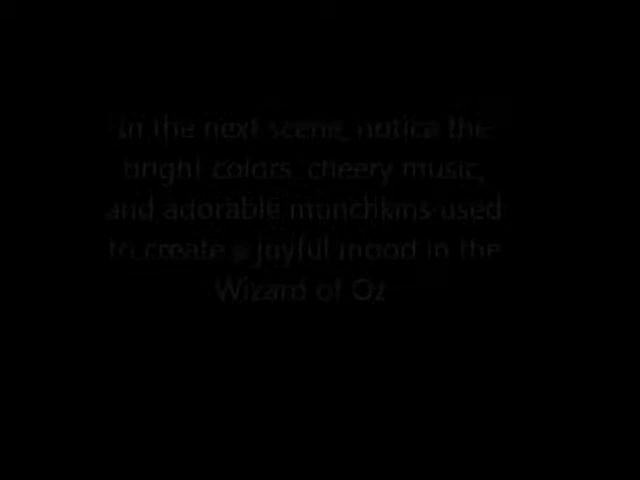 In the next scene, notice the
bright colors, cheery music,
and adorable munchkins used
to create a joyful mood in the
Wizard of Oz